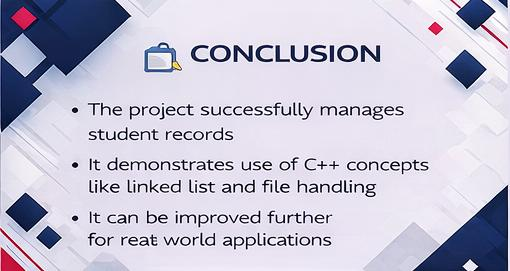 CONCLUSION
• The project successfully manages
student records
• It demonstrates use of C++ concepts
like linked list and file handling
• It can be improved further
for reat world applications